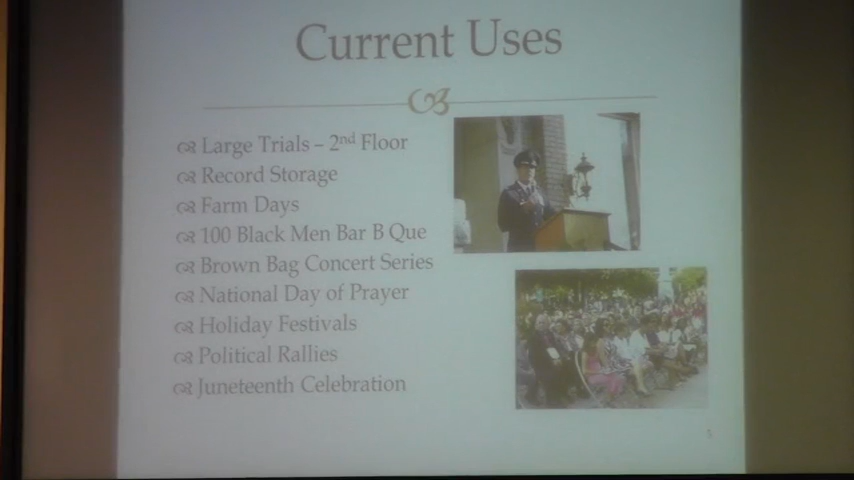 Current Uses
Large Trials – 2nd Floor
Record Storage
Farm Days
100 Black Men Bar B Que
Brown Bag Concert Series
National Day of Prayer
Holiday Festivals
Political Rallies
Juneteenth Celebration
5